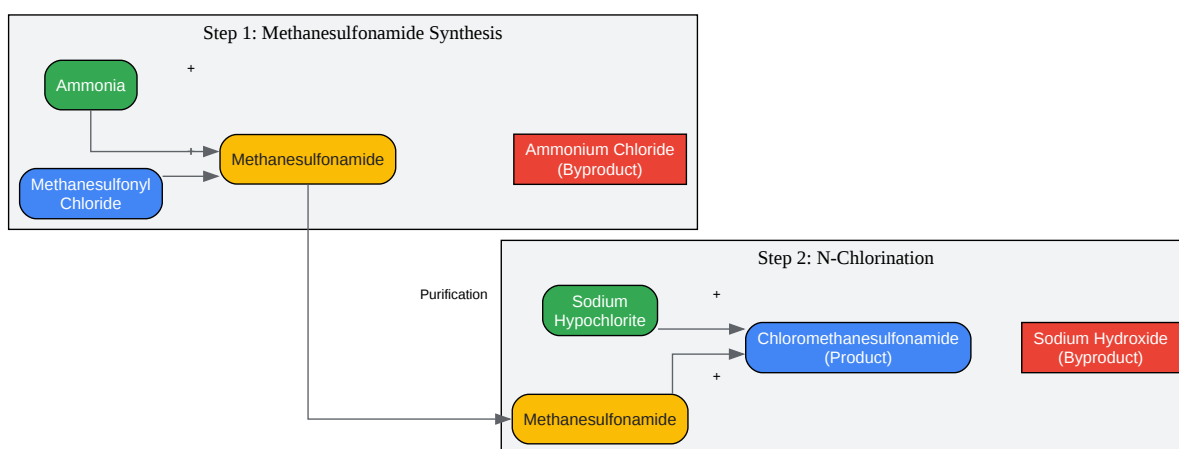 Step 1: Methanesulfonamide Synthesis
+
Ammonia
+
Methanesulfonamide
Ammonium Chloride
(Byproduct)
Methanesulfonyl
Chloride
Step 2: N-Chlorination
Purification
+
Sodium
Hypochlorite
Chloromethanesulfonamide
(Product)
Sodium Hydroxide
(Byproduct)
+
Methanesulfonamide